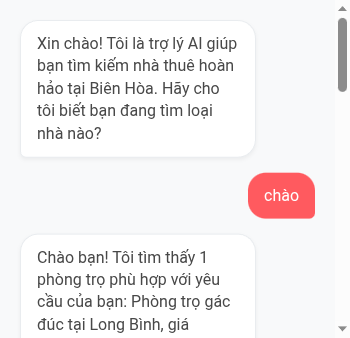 Xin chào! Tôi là trợ lý AI giúp
bạn tìm kiếm nhà thuê hoàn
hảo tại Biên Hòa. Hãy cho
tôi biết bạn đang tìm loại
nhà nào?
chào
Chào bạn! Tôi tìm thấy 1
phòng trọ phù hợp với yêu
cầu của bạn: Phòng trọ gác
đúc tại Long Bình, giá